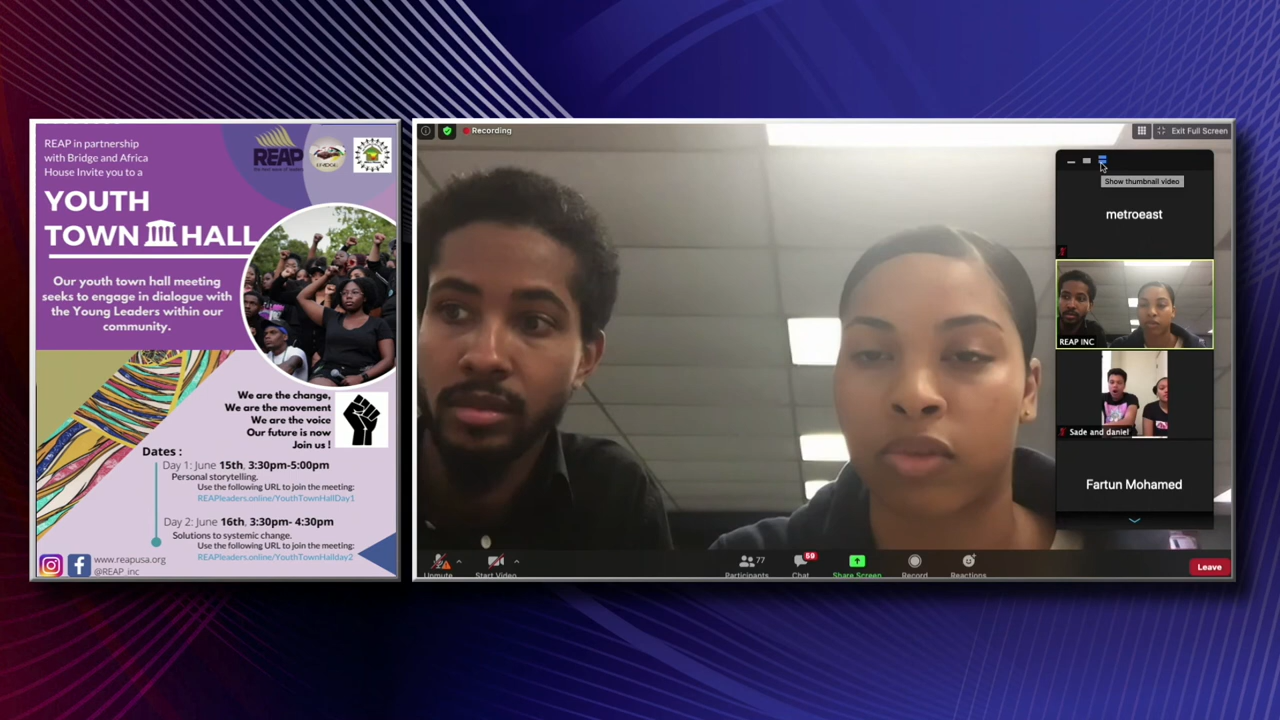 REAP in partnership
with Bridge and Africa
House Invite you to a
REAP
YOUTH
TOWN HALL
Our youth town hall meeting
seeks to engage in dialogue with
the Young Leaders within our
community.
We are the change,
We are the movement
We are the voice
Our future is now
Join us !
Dates :
Day 1: June 15th, 3:30pm-5:00pm
Personal storytelling.
Use the following URL to join the meeting:
REAPleaders.online/YouthTownHallDay1
Day 2: June 16th, 3:30pm- 4:30pm
Solutions to systemic change.
Use the following URL to join the meeting:
REAPleaders.online/YouthTownHallday2
www.reapusa.org
@REAP_inc
Recording
Exit Full Screen
Show thumbnail video
metroeast
REAP INC
Sade and daniel
Fartun Mohamed
Unmute
Start Video
77
Participants
59
Chat
Share Screen
Record
Reactions
Leave